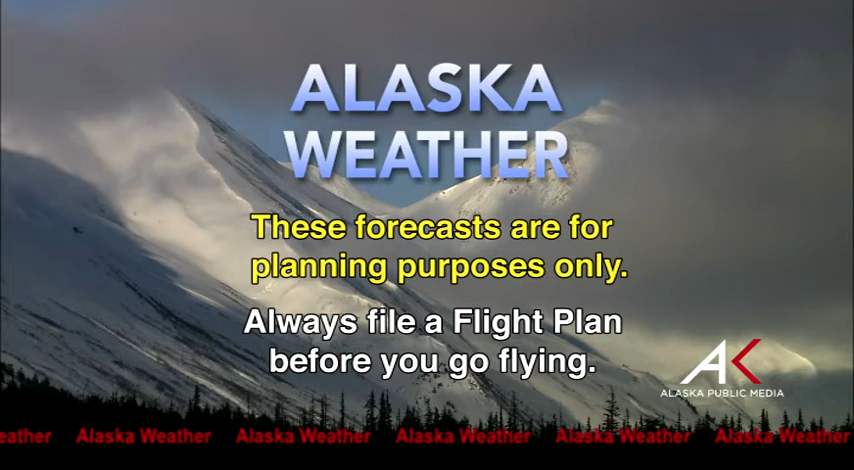 ALASKA
WEATHER
These forecasts are for
planning purposes only.
Always file a Flight Plan
before you go flying.
AK
ALASKA PUBLIC MEDIA
eather Alaska Weather Alaska Weather Alaska Weather Alaska Weather Alaska Weather